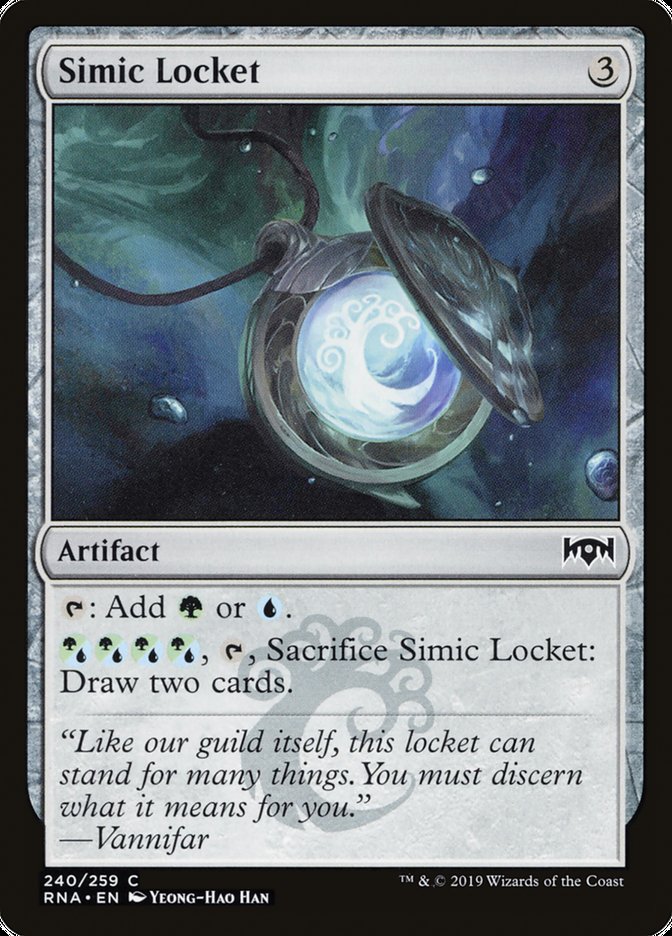 Simic Locket 3
Artifact
: Add or .
, , Sacrifice Simic Locket:
Draw two cards.
“Like our guild itself, this locket can
stand for many things. You must discern
what it means for you.”
—Vannifar
240/259 C
RNA • EN Yeong-Hao Han
™ & © 2019 Wizards of the Coast